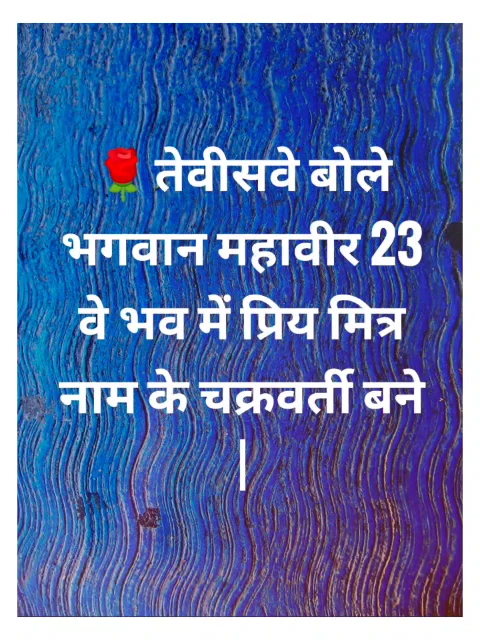 🌹 तेवीसवे बोले
भगवान महावीर 23
वे भव में प्रिय मित्र
नाम के चक्रवर्ती बने
|